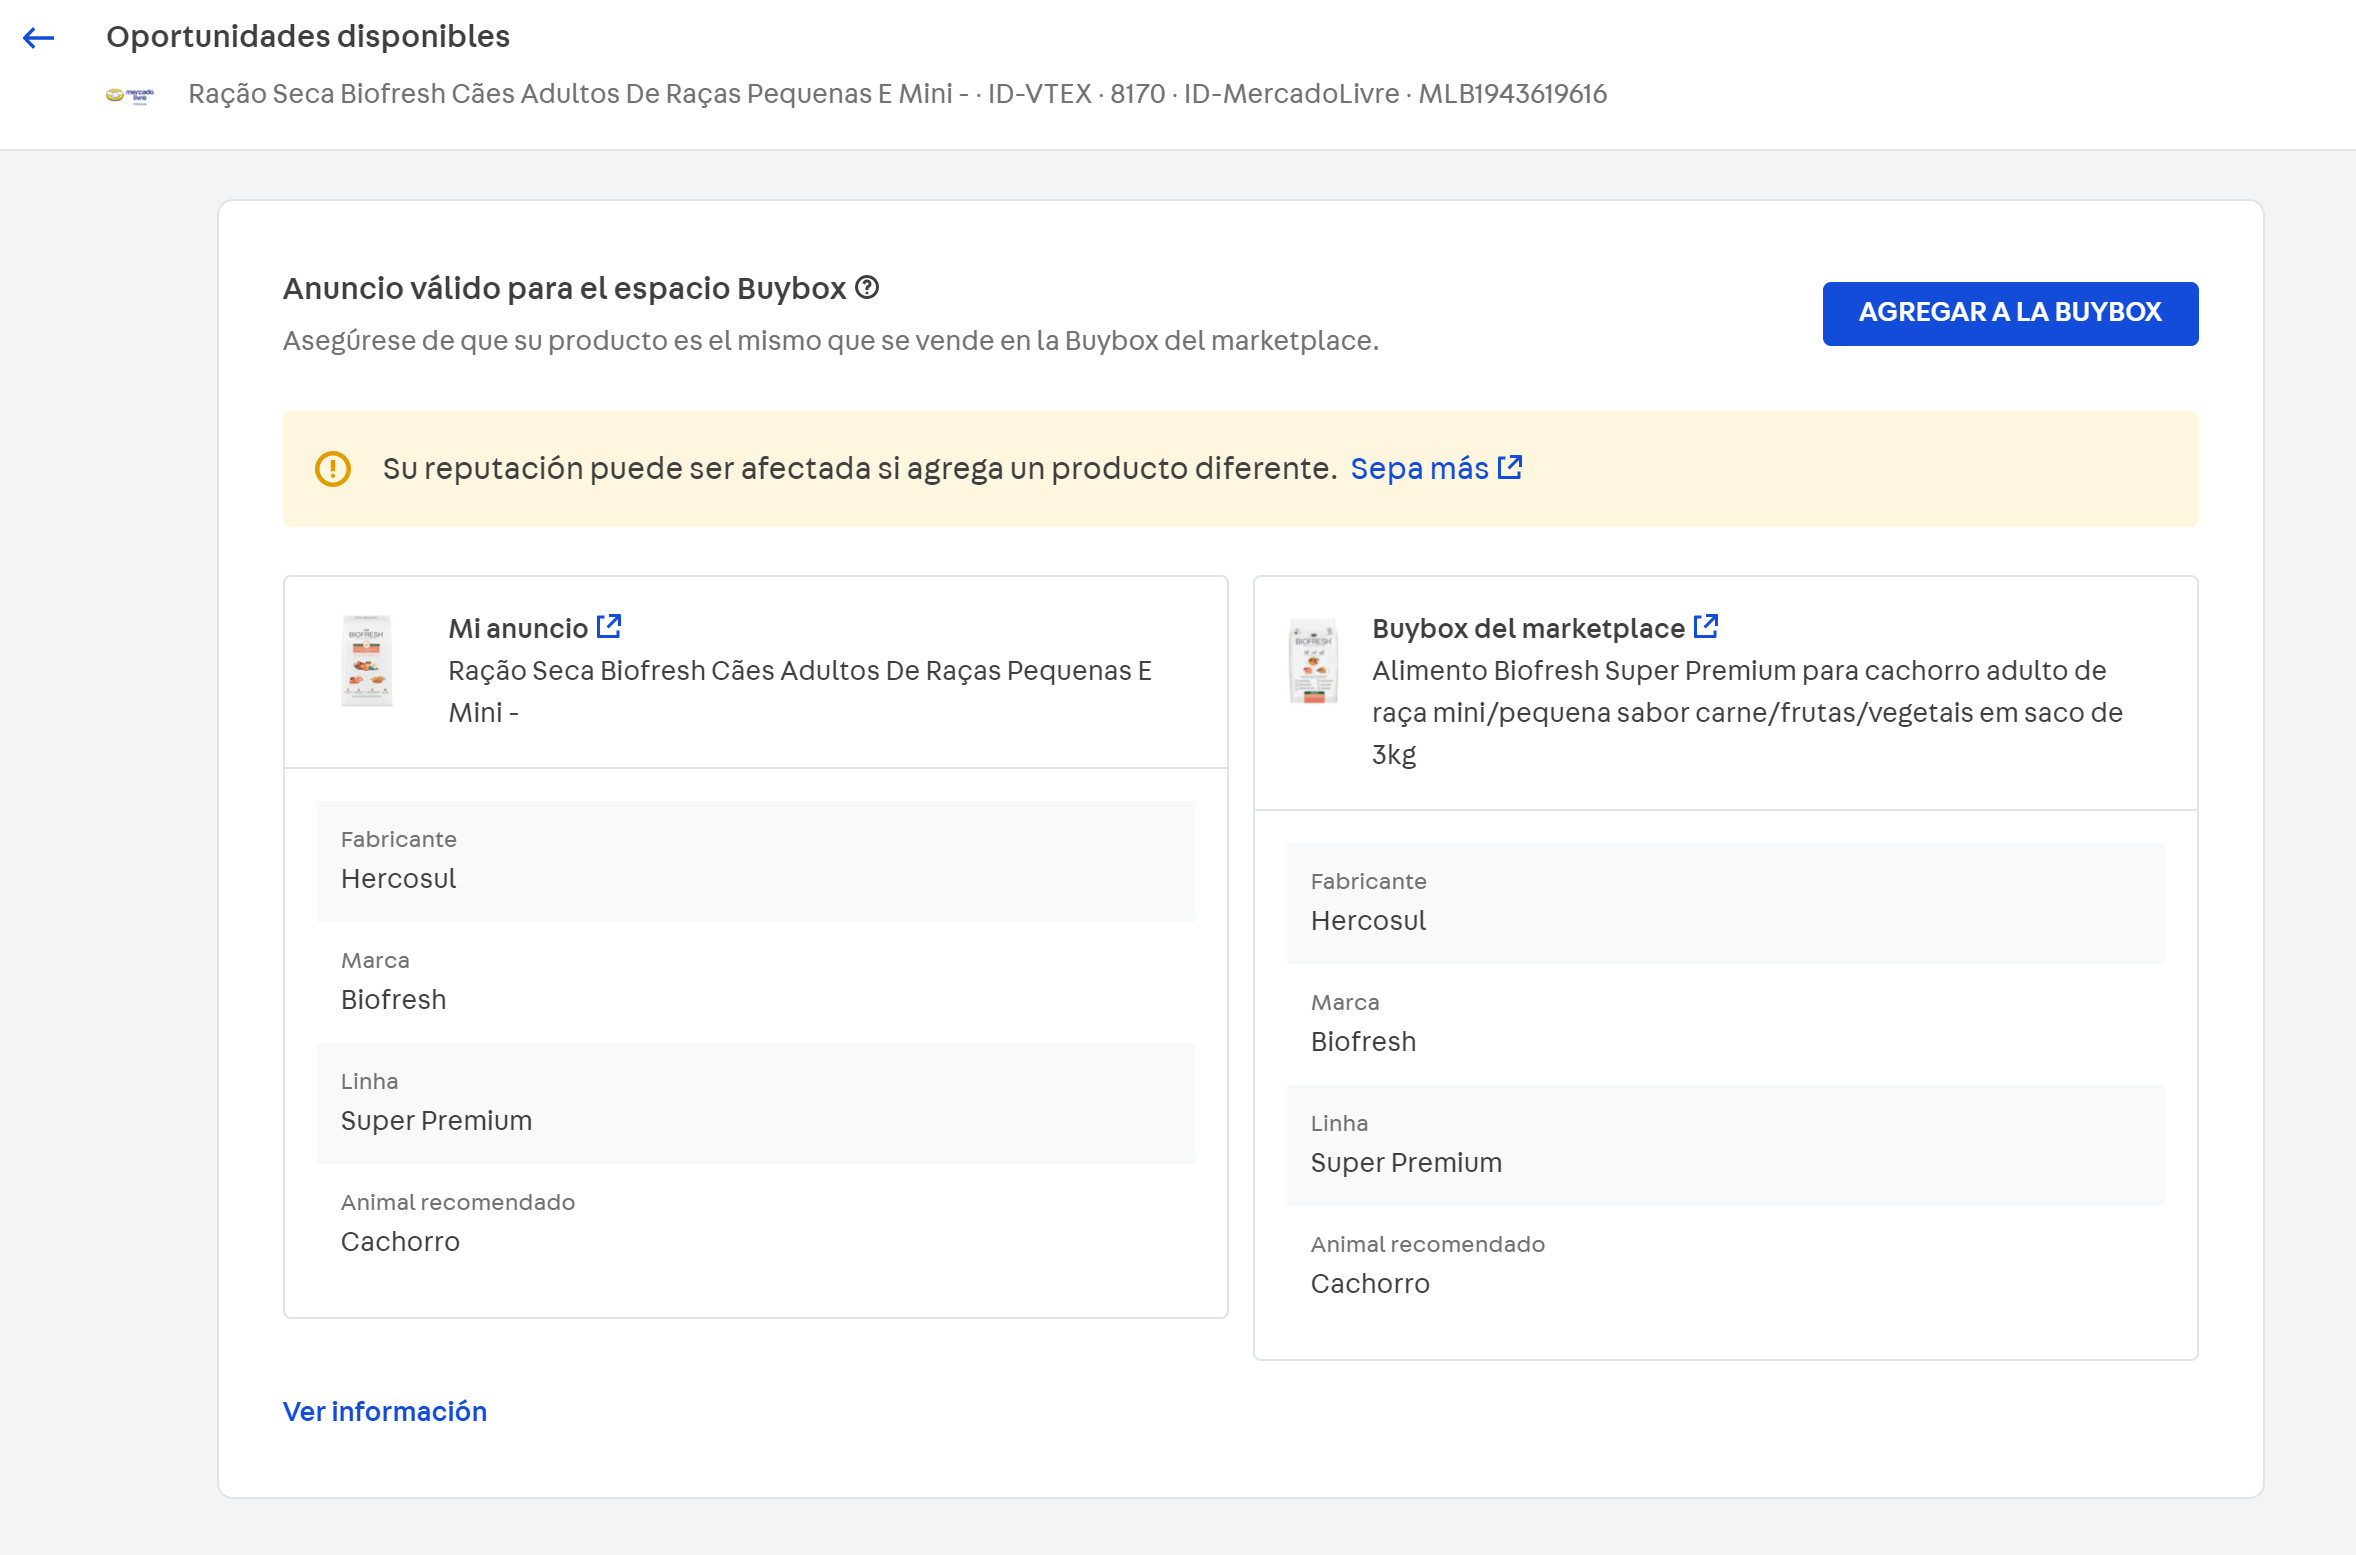 Oportunidades disponibles
mercado
livre
Ração Seca Biofresh Cães Adultos De Raças Pequenas E Mini - · ID-VTEX · 8170 · ID-MercadoLivre · MLB1943619616
Anuncio válido para el espacio Buybox
Asegúrese de que su producto es el mismo que se vende en la Buybox del marketplace.
AGREGAR A LA BUYBOX
Su reputación puede ser afectada si agrega un producto diferente. Sepa más
BIOFRESH
Mi anuncio
Ração Seca Biofresh Cães Adultos De Raças Pequenas E
Mini -
Fabricante
Hercosul
Marca
Biofresh
Linha
Super Premium
Animal recomendado
Cachorro
BIOFRESH
Buybox del marketplace
Alimento Biofresh Super Premium para cachorro adulto de
raça mini/pequena sabor carne/frutas/vegetais em saco de
3kg
Fabricante
Hercosul
Marca
Biofresh
Linha
Super Premium
Animal recomendado
Cachorro
Ver información